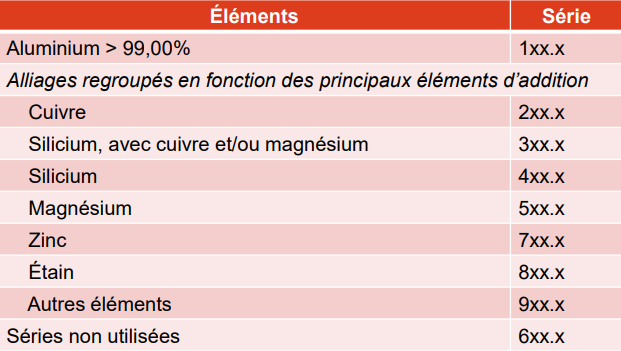 Éléments Série
Aluminium > 99,00% 1xx.x
Alliages regroupés en fonction des principaux éléments d'addition
Cuivre 2xx.x
Silicium, avec cuivre et/ou magnésium 3xx.x
Silicium 4xx.x
Magnésium 5xx.x
Zinc 7xx.x
Étain 8xx.x
Autres éléments 9xx.x
Séries non utilisées 6xx.x